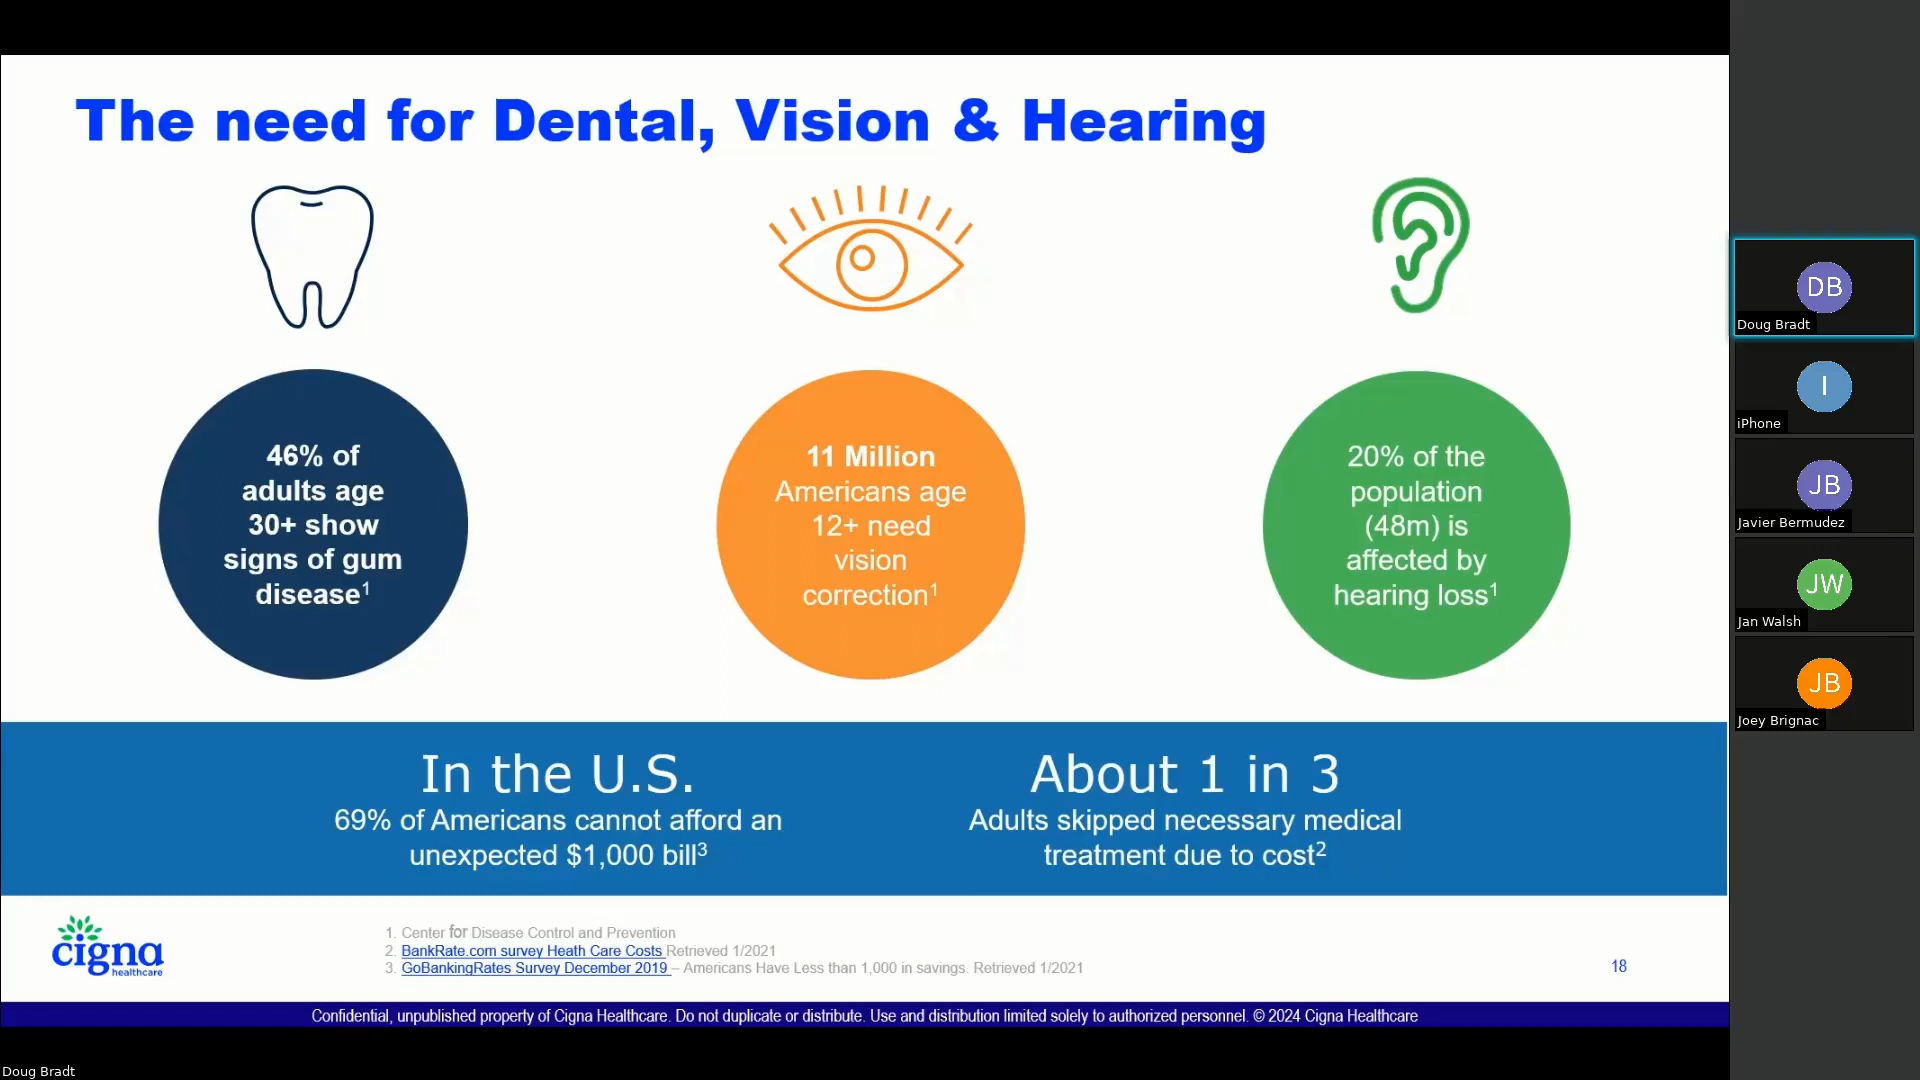 The need for Dental, Vision & Hearing
46% of
adults age
30+ show
signs of gum
disease1
11 Million
Americans age
12+ need
vision
correction1
20% of the
population
(48m) is
affected by
hearing loss1
In the U.S.
69% of Americans cannot afford an
unexpected $1,000 bill3
About 1 in 3
Adults skipped necessary medical
treatment due to cost2
cigna
healthcare
1. Center for Disease Control and Prevention
2. BankRate.com survey Heath Care Costs Retrieved 1/2021
3. GoBankingRates Survey December 2019 – Americans Have Less than 1,000 in savings. Retrieved 1/2021
18
Confidential, unpublished property of Cigna Healthcare. Do not duplicate or distribute. Use and distribution limited solely to authorized personnel. © 2024 Cigna Healthcare
Doug Bradt
DB
Doug Bradt
I
iPhone
JB
Javier Bermudez
JW
Jan Walsh
JB
Joey Brignac